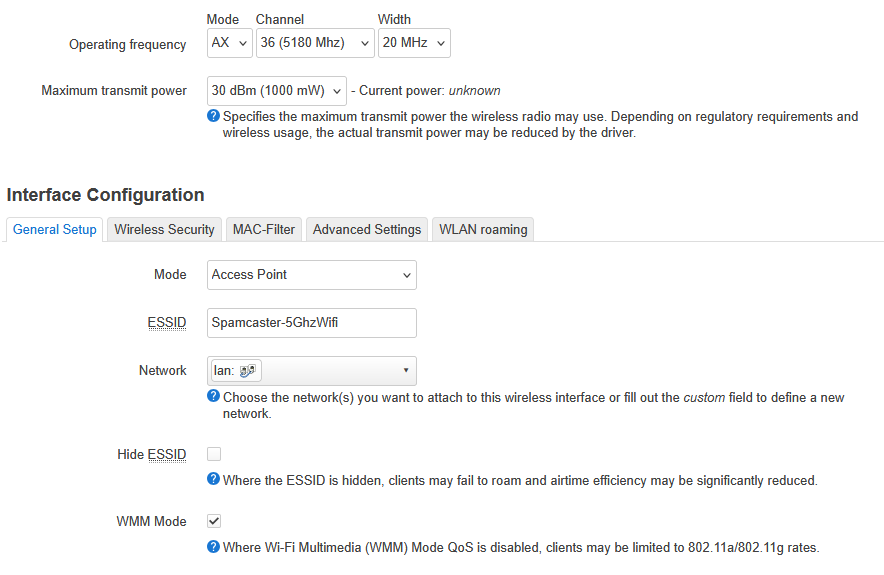 Mode Channel Width
Operating frequency AX 36 (5180 Mhz) 20 MHz
Maximum transmit power 30 dBm (1000 mW) - Current power: unknown
Specifies the maximum transmit power the wireless radio may use. Depending on regulatory requirements and
wireless usage, the actual transmit power may be reduced by the driver.
Interface Configuration
General Setup Wireless Security MAC-Filter Advanced Settings WLAN roaming
Mode Access Point
ESSID Spamcaster-5GhzWifi
Network lan:
Choose the network(s) you want to attach to this wireless interface or fill out the custom field to define a new
network.
Hide ESSID
Where the ESSID is hidden, clients may fail to roam and airtime efficiency may be significantly reduced.
WMM Mode
Where Wi-Fi Multimedia (WMM) Mode QoS is disabled, clients may be limited to 802.11a/802.11g rates.